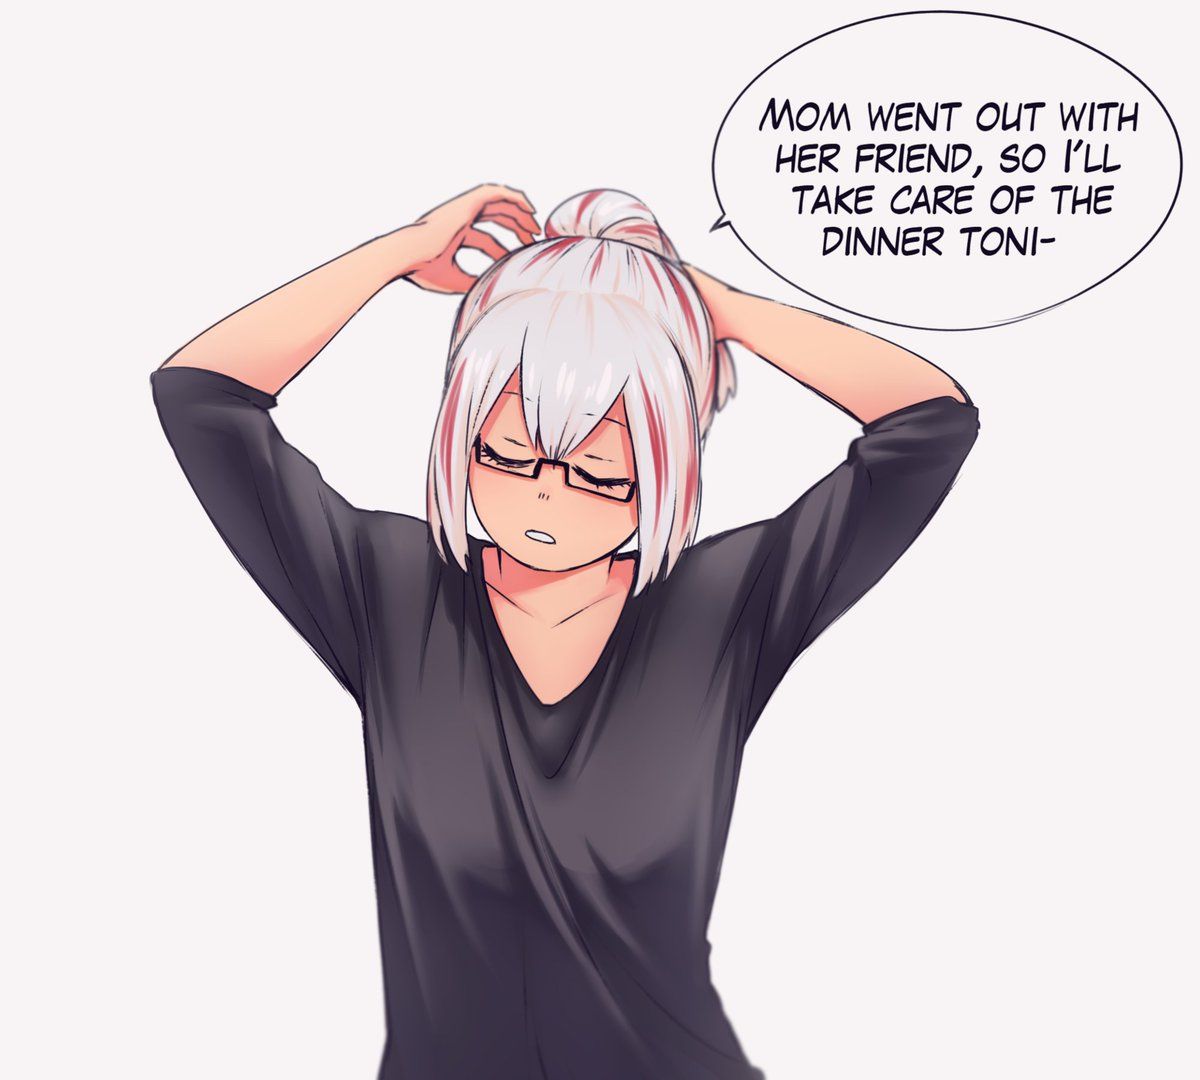 MOM WENT OUT WITH
HER FRIEND, SO I'LL
TAKE CARE OF THE
DINNER TONI-